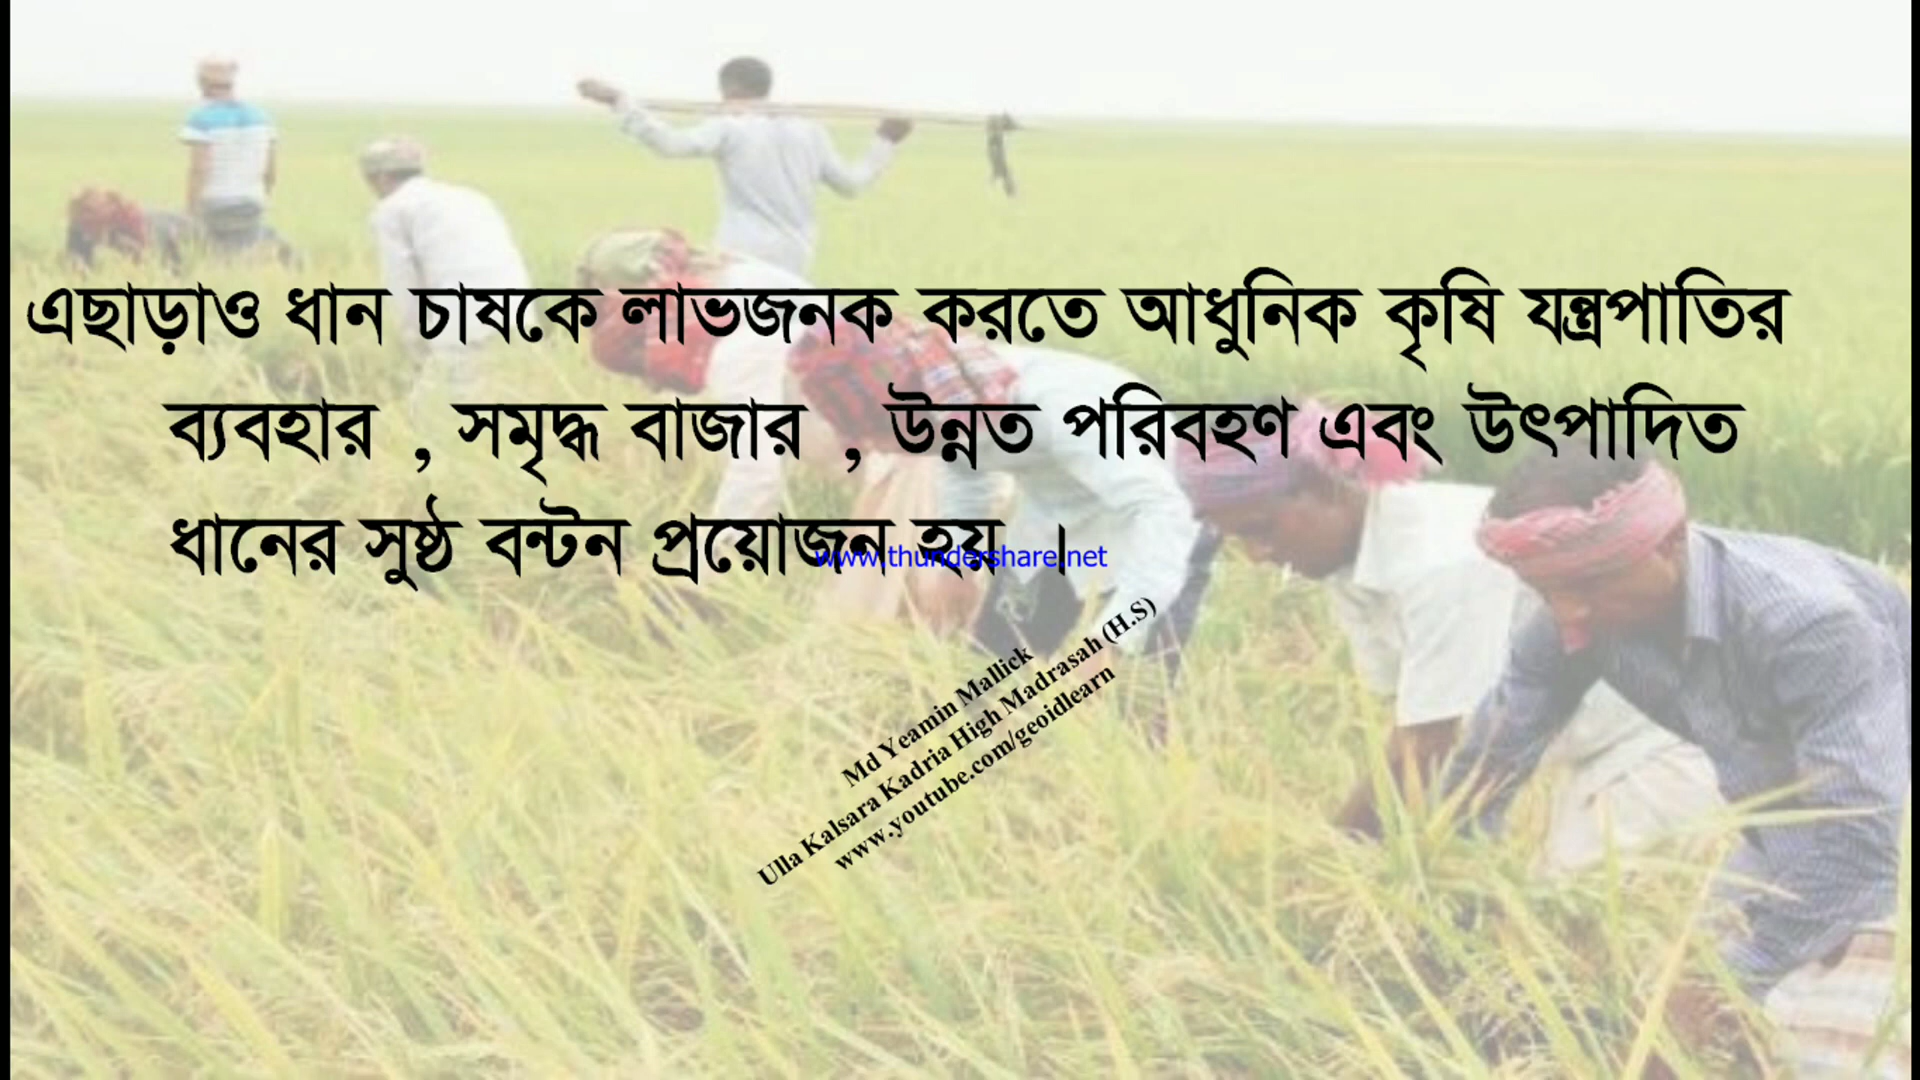 এছাড়াও ধান চাষকে লাভজনক করতে আধুনিক কৃষি যন্ত্রপাতির
ব্যবহার , সমৃদ্ধ বাজার , উন্নত পরিবহণ এবং উৎপাদিত
ধানের সুষ্ঠ বন্টন প্রয়োজন হয় ।
www.thundershare.net
Md Yeamin Mallick
Ulla Kalsara Kadria High Madrasah (H.S)
www.youtube.com/geoidlearn